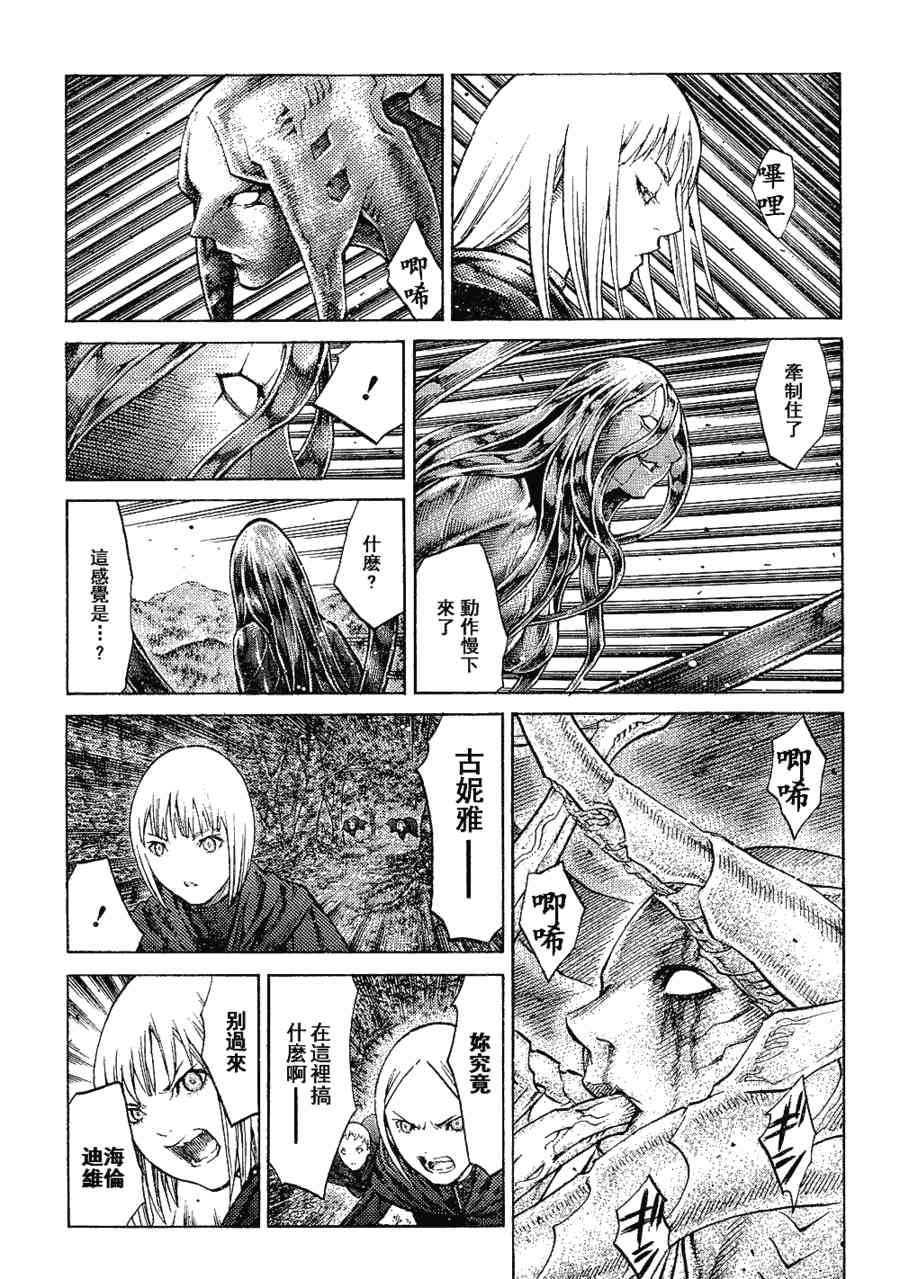 嗶哩
唧唏
牽制住了
動作慢下
來了
！
什麼？
這感覺是…？
唧唏
唧唏
古妮雅——
！
妳究竟
在這裡搞
什麼啊——
別過來
海倫
迪維